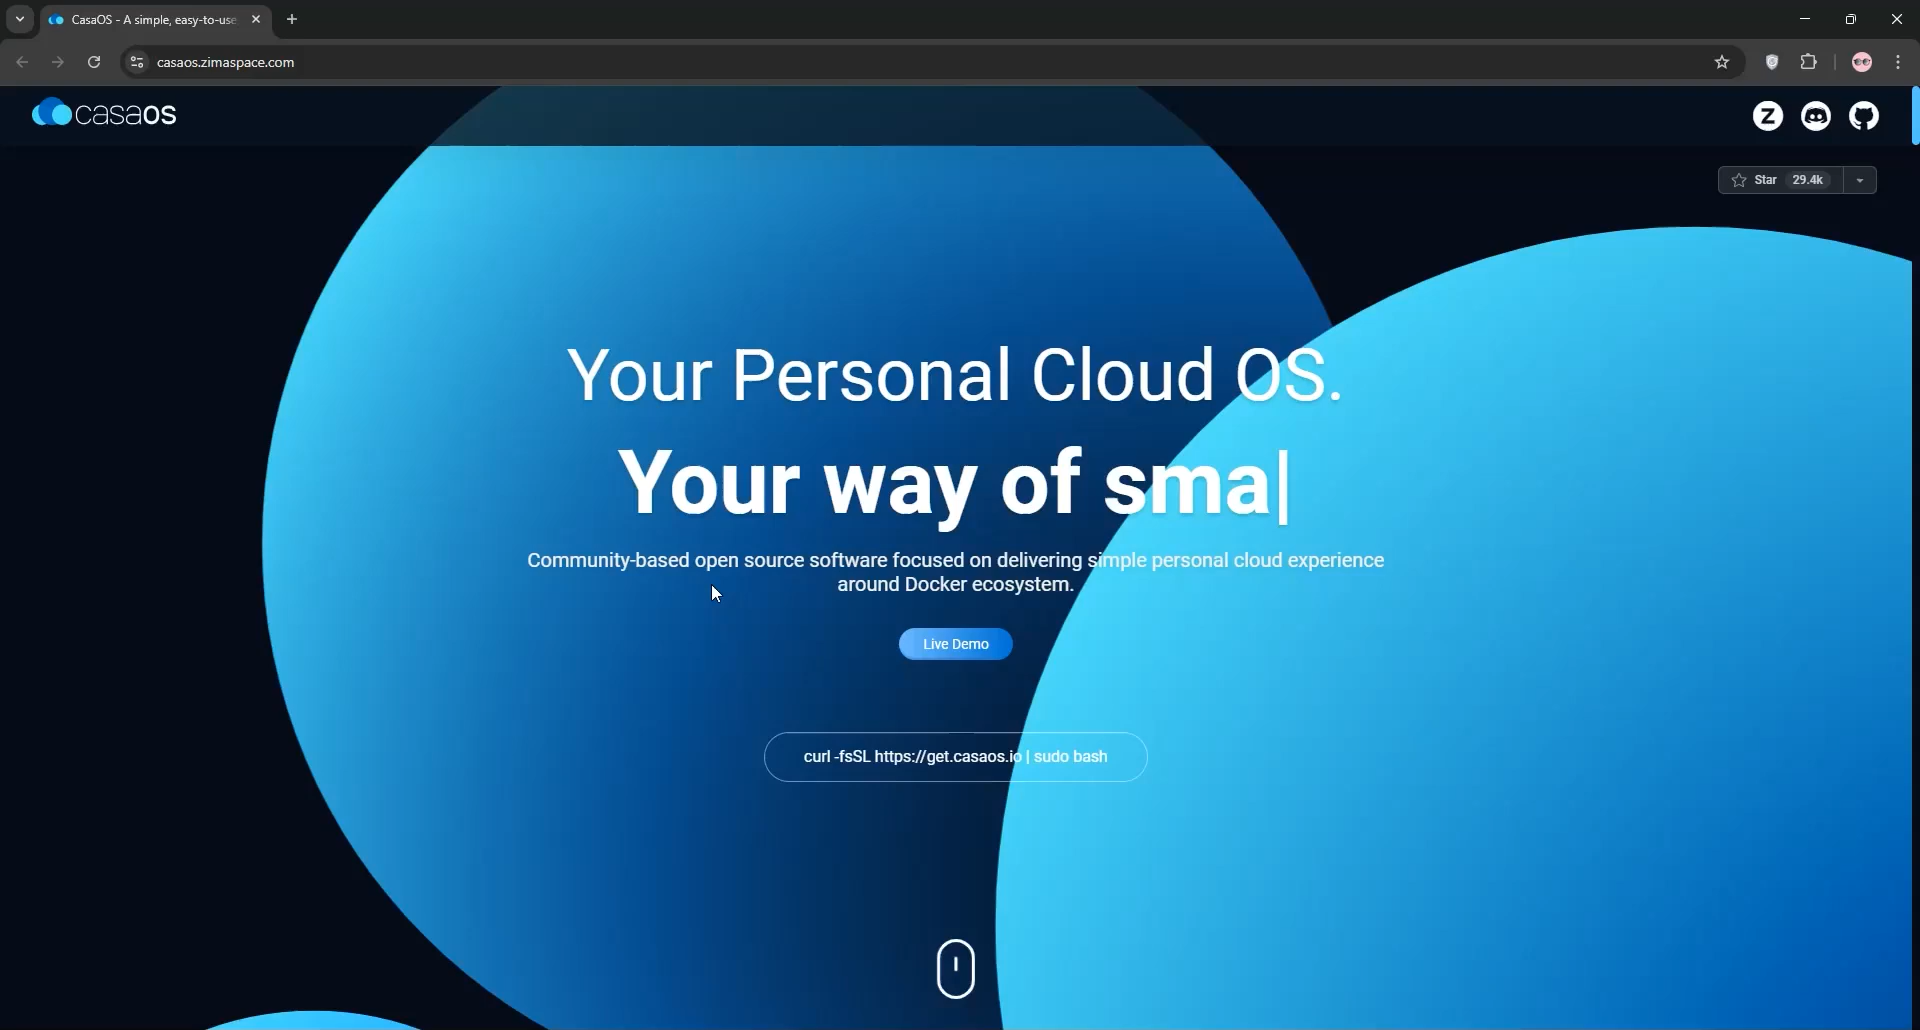 CasaOS - A simple, easy-to-use
casaos.zimaspace.com
casaOS
Z
Star 29.4k
Your Personal Cloud OS.
Your way of sma|
Community-based open source software focused on delivering simple personal cloud experience
around Docker ecosystem.
Live Demo
curl -fsSL https://get.casaos.io | sudo bash